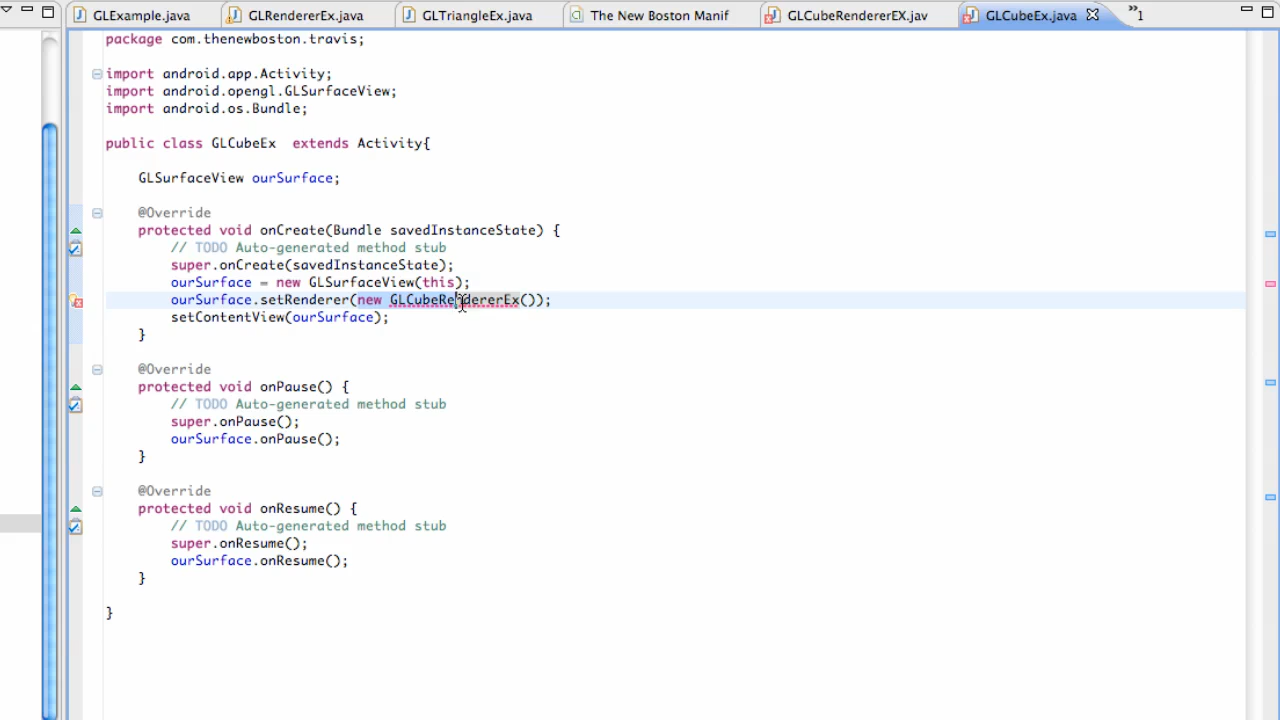 GLExample.java GLRendererEx.java GLTriangleEx.java The New Boston Manif GLCubeRendererEX.jav GLCubeEx.java »1
package com.thenewboston.travis;
import android.app.Activity;
import android.opengl.GLSurfaceView;
import android.os.Bundle;
public class GLCubeEx  extends Activity{
GLSurfaceView ourSurface;
@Override
protected void onCreate(Bundle savedInstanceState) {
// TODO Auto-generated method stub
super.onCreate(savedInstanceState);
ourSurface = new GLSurfaceView(this);
ourSurface.setRenderer(new GLCubeRendererEx());
setContentView(ourSurface);
}
@Override
protected void onPause() {
// TODO Auto-generated method stub
super.onPause();
ourSurface.onPause();
}
@Override
protected void onResume() {
// TODO Auto-generated method stub
super.onResume();
ourSurface.onResume();
}
}